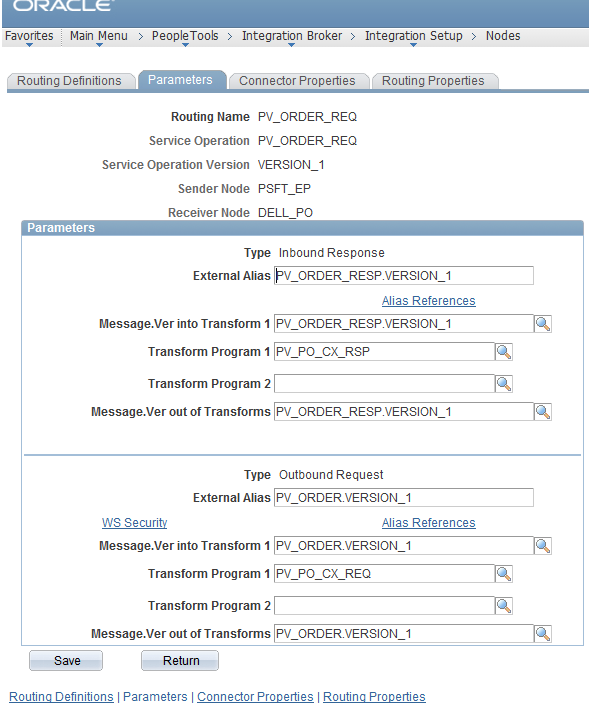 ORACLE
Favorites Main Menu > PeopleTools > Integration Broker > Integration Setup > Nodes
Routing Definitions Parameters Connector Properties Routing Properties
Routing Name PV_ORDER_REQ
Service Operation PV_ORDER_REQ
Service Operation Version VERSION_1
Sender Node PSFT_EP
Receiver Node DELL_PO
Parameters
Type Inbound Response
External Alias PV_ORDER_RESP.VERSION_1
Alias References
Message.Ver into Transform 1 PV_ORDER_RESP.VERSION_1
Transform Program 1 PV_PO_CX_RSP
Transform Program 2
Message.Ver out of Transforms PV_ORDER_RESP.VERSION_1
Type Outbound Request
External Alias PV_ORDER.VERSION_1
WS Security Alias References
Message.Ver into Transform 1 PV_ORDER.VERSION_1
Transform Program 1 PV_PO_CX_REQ
Transform Program 2
Message.Ver out of Transforms PV_ORDER.VERSION_1
Save Return
Routing Definitions | Parameters | Connector Properties | Routing Properties